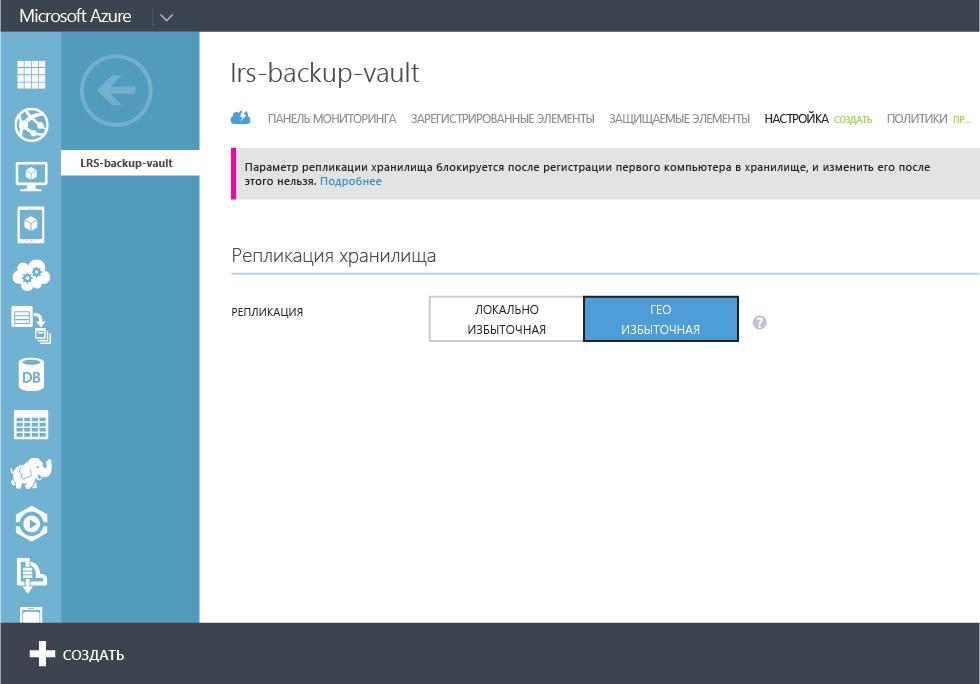 Microsoft Azure
LRS-backup-vault
lrs-backup-vault
ПАНЕЛЬ МОНИТОРИНГА ЗАРЕГИСТРИРОВАННЫЕ ЭЛЕМЕНТЫ ЗАЩИЩАЕМЫЕ ЭЛЕМЕНТЫ НАСТРОЙКА СОЗДАТЬ ПОЛИТИКИ ПР...
Параметр репликации хранилища блокируется после регистрации первого компьютера в хранилище, и изменить его после
этого нельзя. Подробнее
Репликация хранилища
РЕПЛИКАЦИЯ
ЛОКАЛЬНО
ИЗБЫТОЧНАЯ
ГЕО
ИЗБЫТОЧНАЯ
?
DB
СОЗДАТЬ